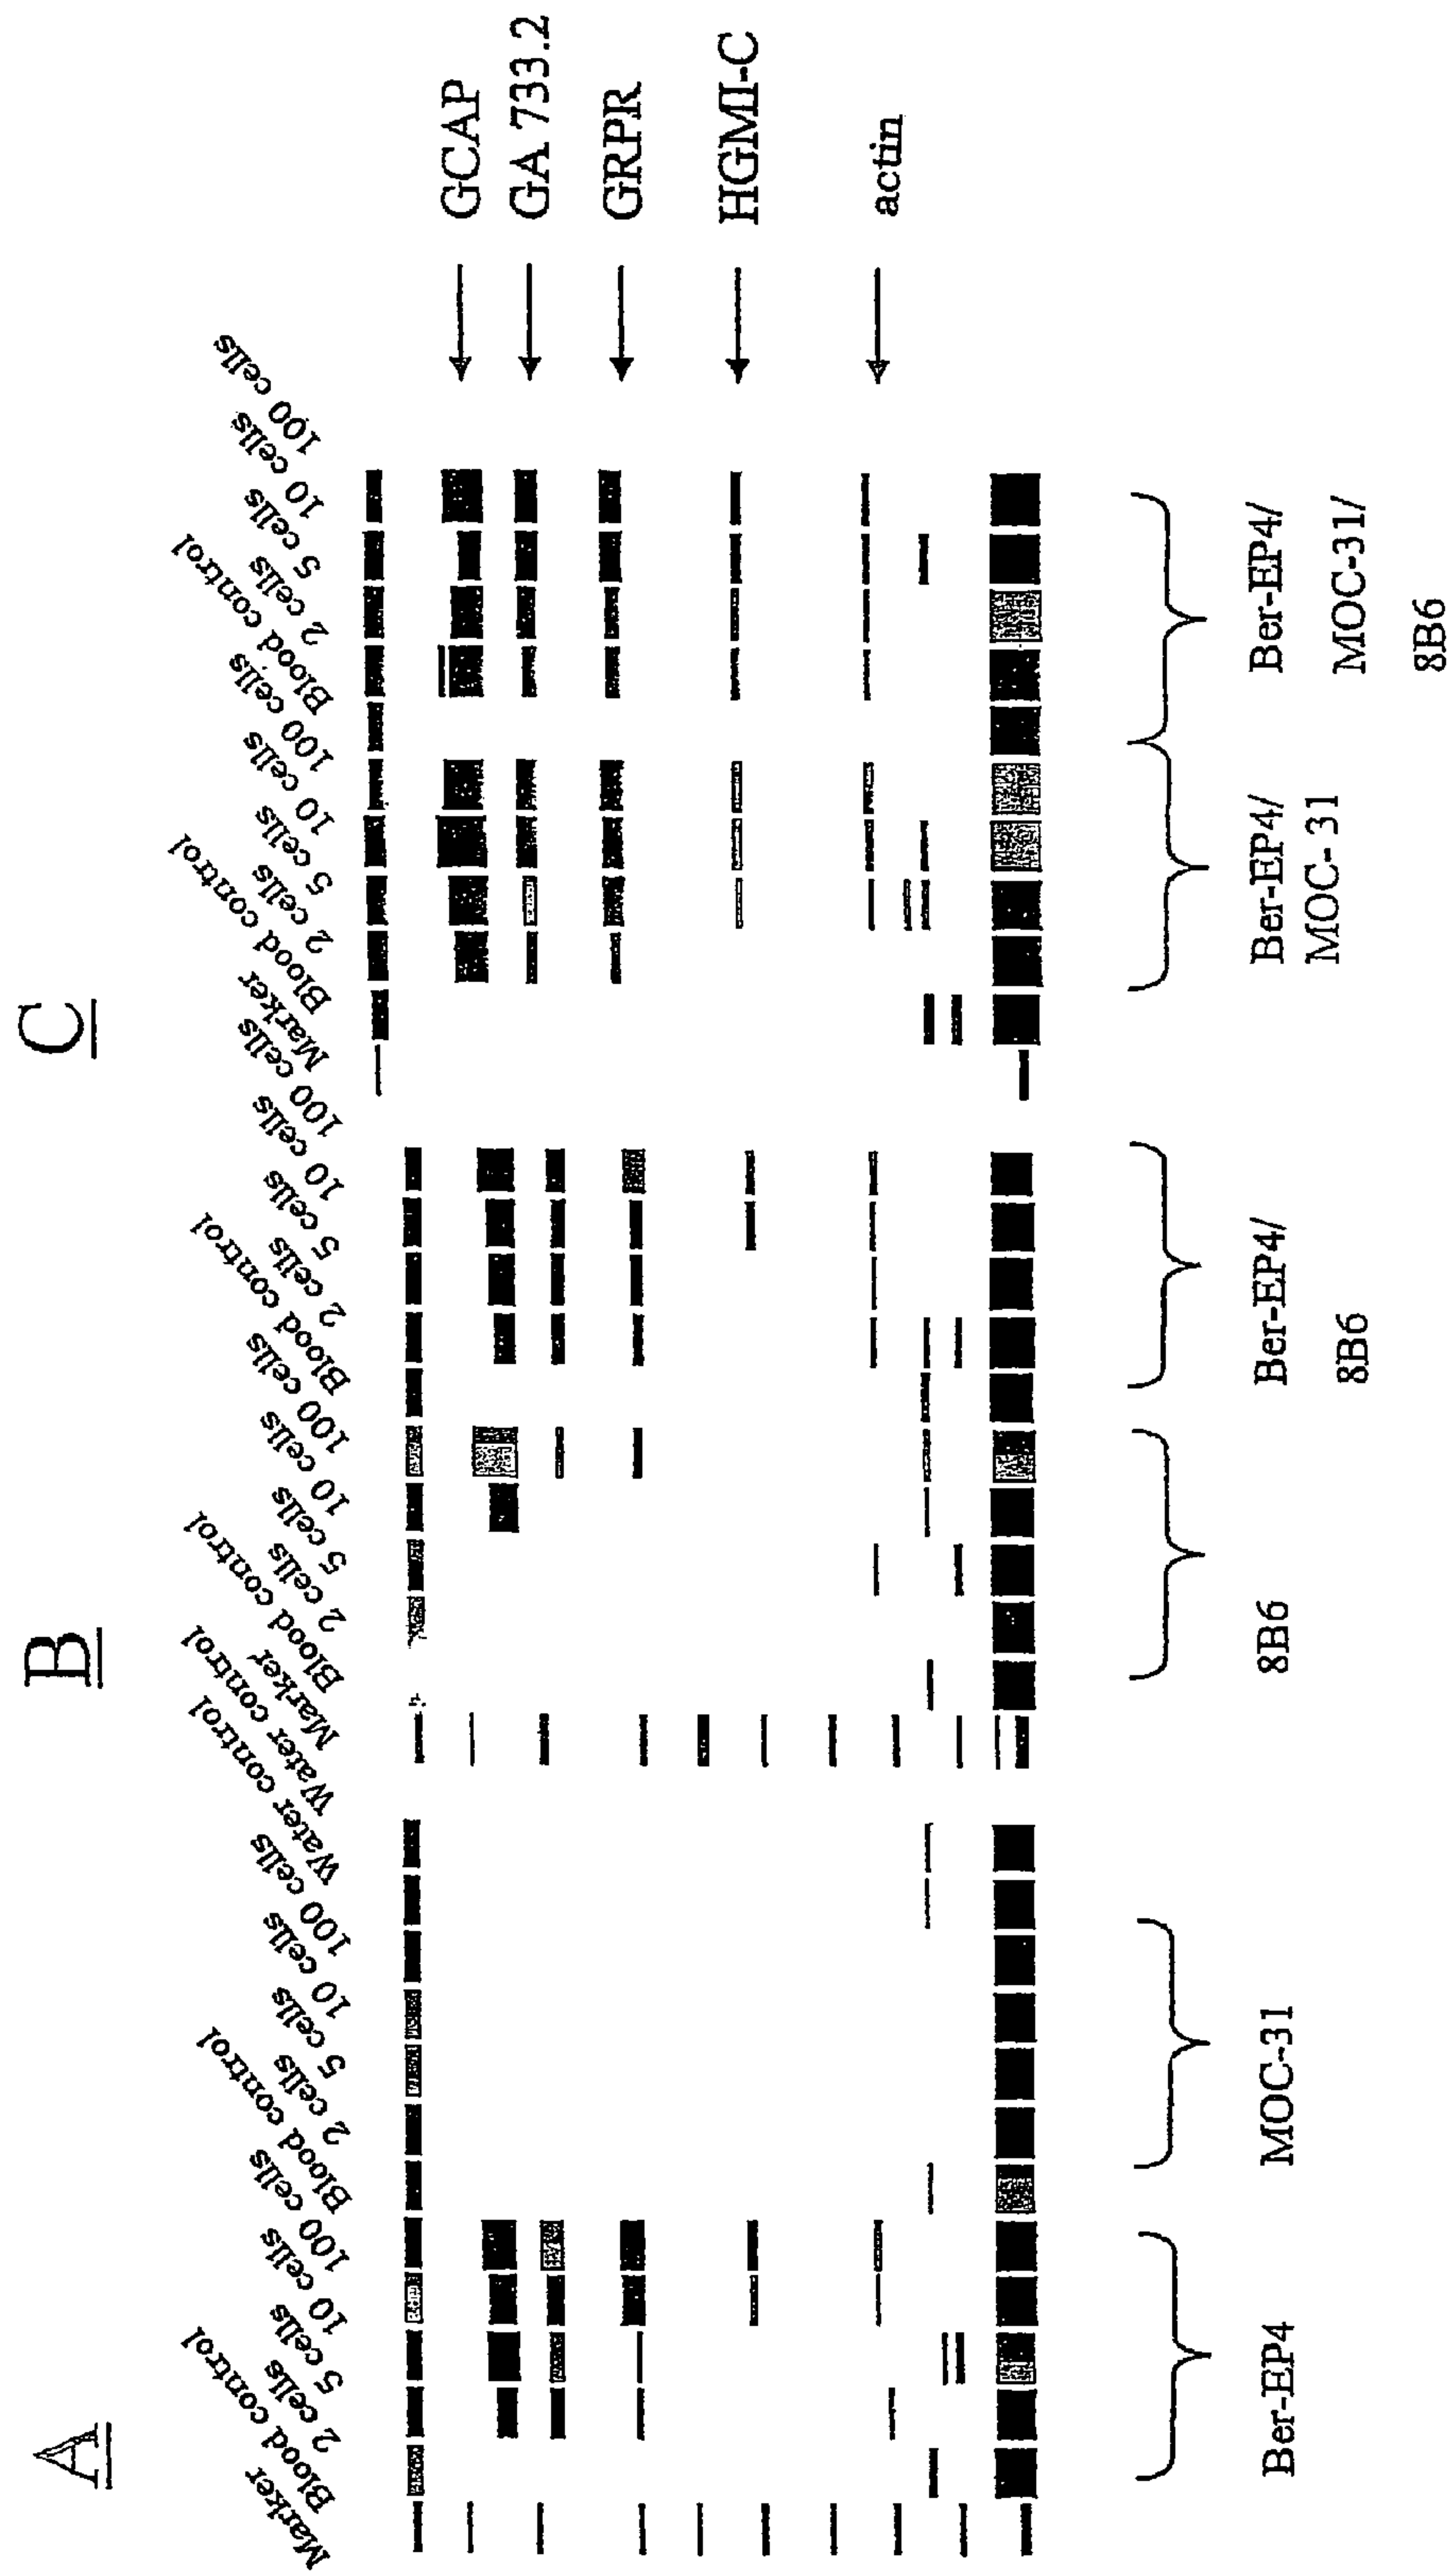 A
B
C
Marker
Blood control
2 cells
5 cells
10 cells
100 cells
Blood control
2 cells
5 cells
10 cells
100 cells
Water control
Water control
Marker
Blood control
2 cells
5 cells
10 cells
100 cells
Blood control
2 cells
5 cells
10 cells
100 cells
Marker
Blood control
2 cells
5 cells
10 cells
100 cells
Blood control
2 cells
5 cells
10 cells
100 cells
GCAP
GA 733.2
GRPR
HGMI-C
actin
Ber-EP4
MOC-31
8B6
Ber-EP4/
8B6
Ber-EP4/
MOC-31
Ber-EP4/
MOC-31/
8B6